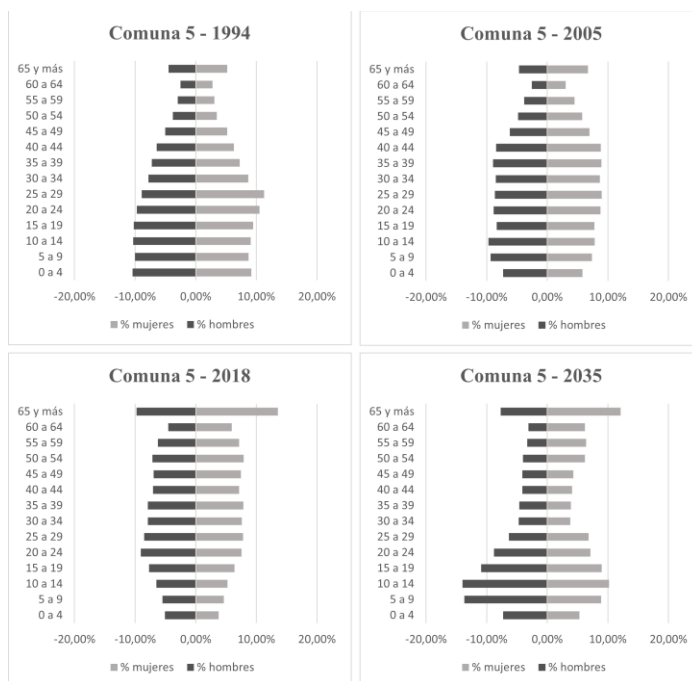 Comuna 5 - 1994
65 y más
60 a 64
55 a 59
50 a 54
45 a 49
40 a 44
35 a 39
30 a 34
25 a 29
20 a 24
15 a 19
10 a 14
5 a 9
0 a 4
-20,00% -10,00% 0,00% 10,00% 20,00%
% mujeres % hombres
Comuna 5 - 2005
65 y más
60 a 64
55 a 59
50 a 54
45 a 49
40 a 44
35 a 39
30 a 34
25 a 29
20 a 24
15 a 19
10 a 14
5 a 9
0 a 4
-20,00% -10,00% 0,00% 10,00% 20,00%
% mujeres % hombres
Comuna 5 - 2018
65 y más
60 a 64
55 a 59
50 a 54
45 a 49
40 a 44
35 a 39
30 a 34
25 a 29
20 a 24
15 a 19
10 a 14
5 a 9
0 a 4
-20,00% -10,00% 0,00% 10,00% 20,00%
% mujeres % hombres
Comuna 5 - 2035
65 y más
60 a 64
55 a 59
50 a 54
45 a 49
40 a 44
35 a 39
30 a 34
25 a 29
20 a 24
15 a 19
10 a 14
5 a 9
0 a 4
-20,00% -10,00% 0,00% 10,00% 20,00%
% mujeres % hombres